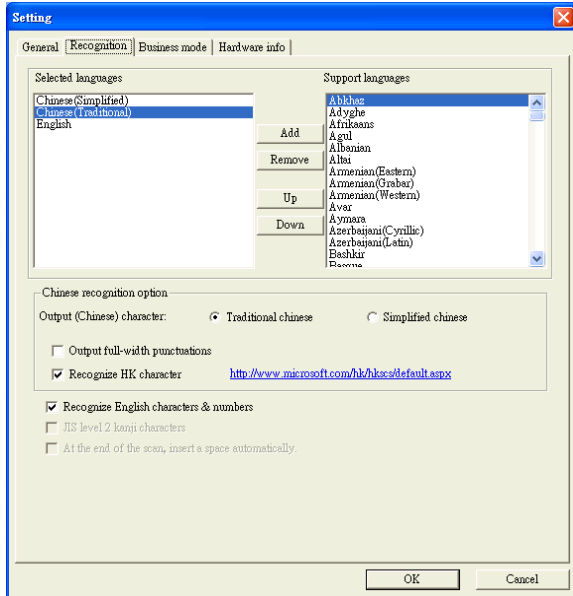 Setting
General Recognition Business mode Hardware info
Selected languages
Chinese(Simplified)
Chinese(Traditional)
English
Add
Remove
Up
Down
Support languages
Abkhaz
Adyghe
Afrikaans
Agul
Albanian
Altai
Armenian(Eastern)
Armenian(Grabar)
Armenian(Western)
Avar
Aymara
Azerbaijani(Cyrillic)
Azerbaijani(Latin)
Bashkir
Basque
Chinese recognition option
Output (Chinese) character: Traditional chinese Simplified chinese
Output full-width punctuations
Recognize HK character http://www.microsoft.com/hk/hkscs/default.aspx
Recognize English characters & numbers
JIS level 2 kanji characters
At the end of the scan, insert a space automatically.
OK Cancel